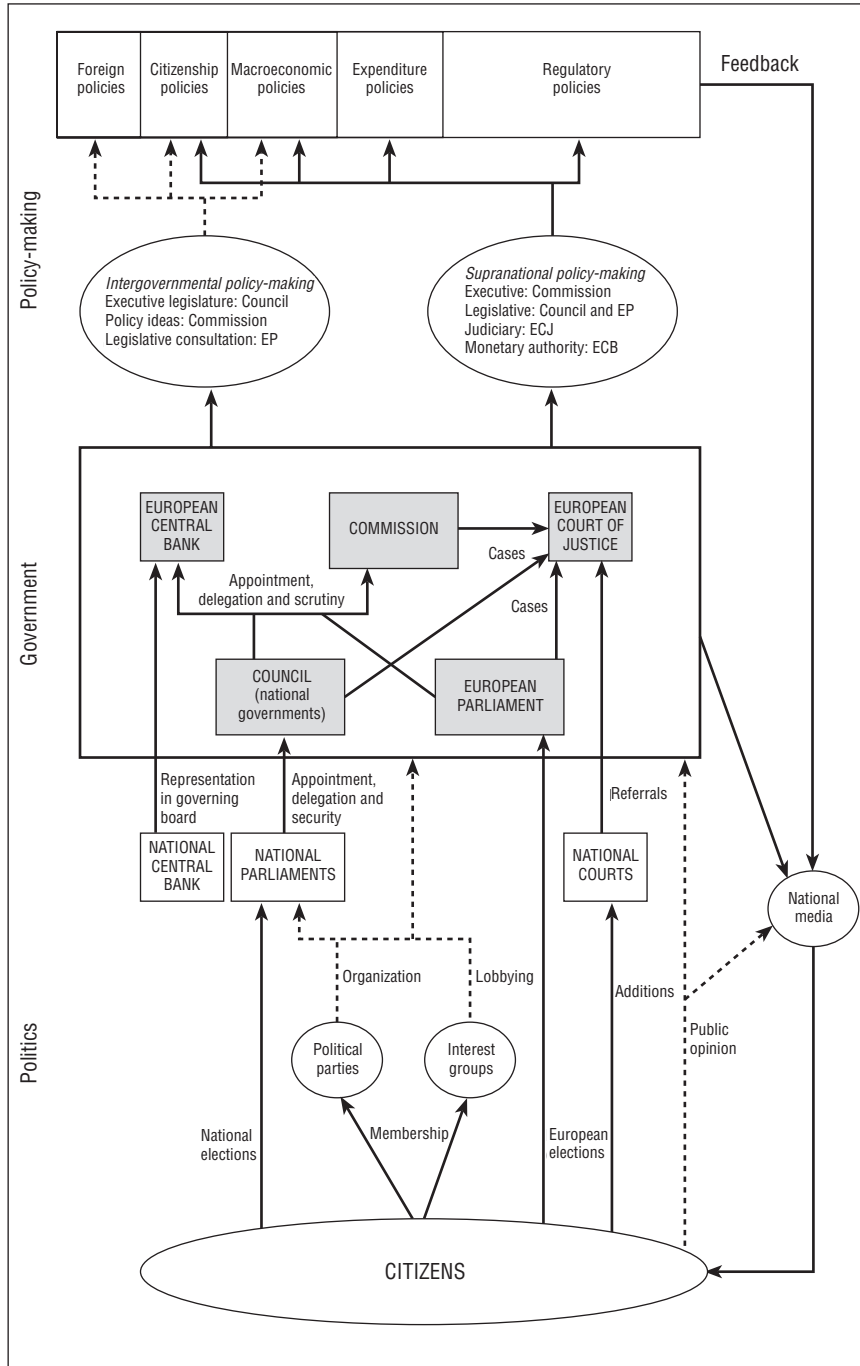 Foreign
policies
Citizenship
policies
Macroeconomic
policies
Expenditure
policies
Regulatory
policies
Feedback
Policy-making
Intergovernmental policy-making
Executive legislature: Council
Policy ideas: Commission
Legislative consultation: EP
Supranational policy-making
Executive: Commission
Legislative: Council and EP
Judiciary: ECJ
Monetary authority: ECB
Government
EUROPEAN
CENTRAL
BANK
COMMISSION
EUROPEAN
COURT OF
JUSTICE
Cases
Appointment,
delegation and scrutiny
Cases
COUNCIL
(national
governments)
EUROPEAN
PARLIAMENT
Representation
in governing
board
Appointment,
delegation and
security
Referrals
NATIONAL
CENTRAL
BANK
NATIONAL
PARLIAMENTS
NATIONAL
COURTS
National
media
Politics
Organization
Lobbying
Additions
Public
opinion
Political
parties
Interest
groups
National
elections
Membership
European
elections
CITIZENS